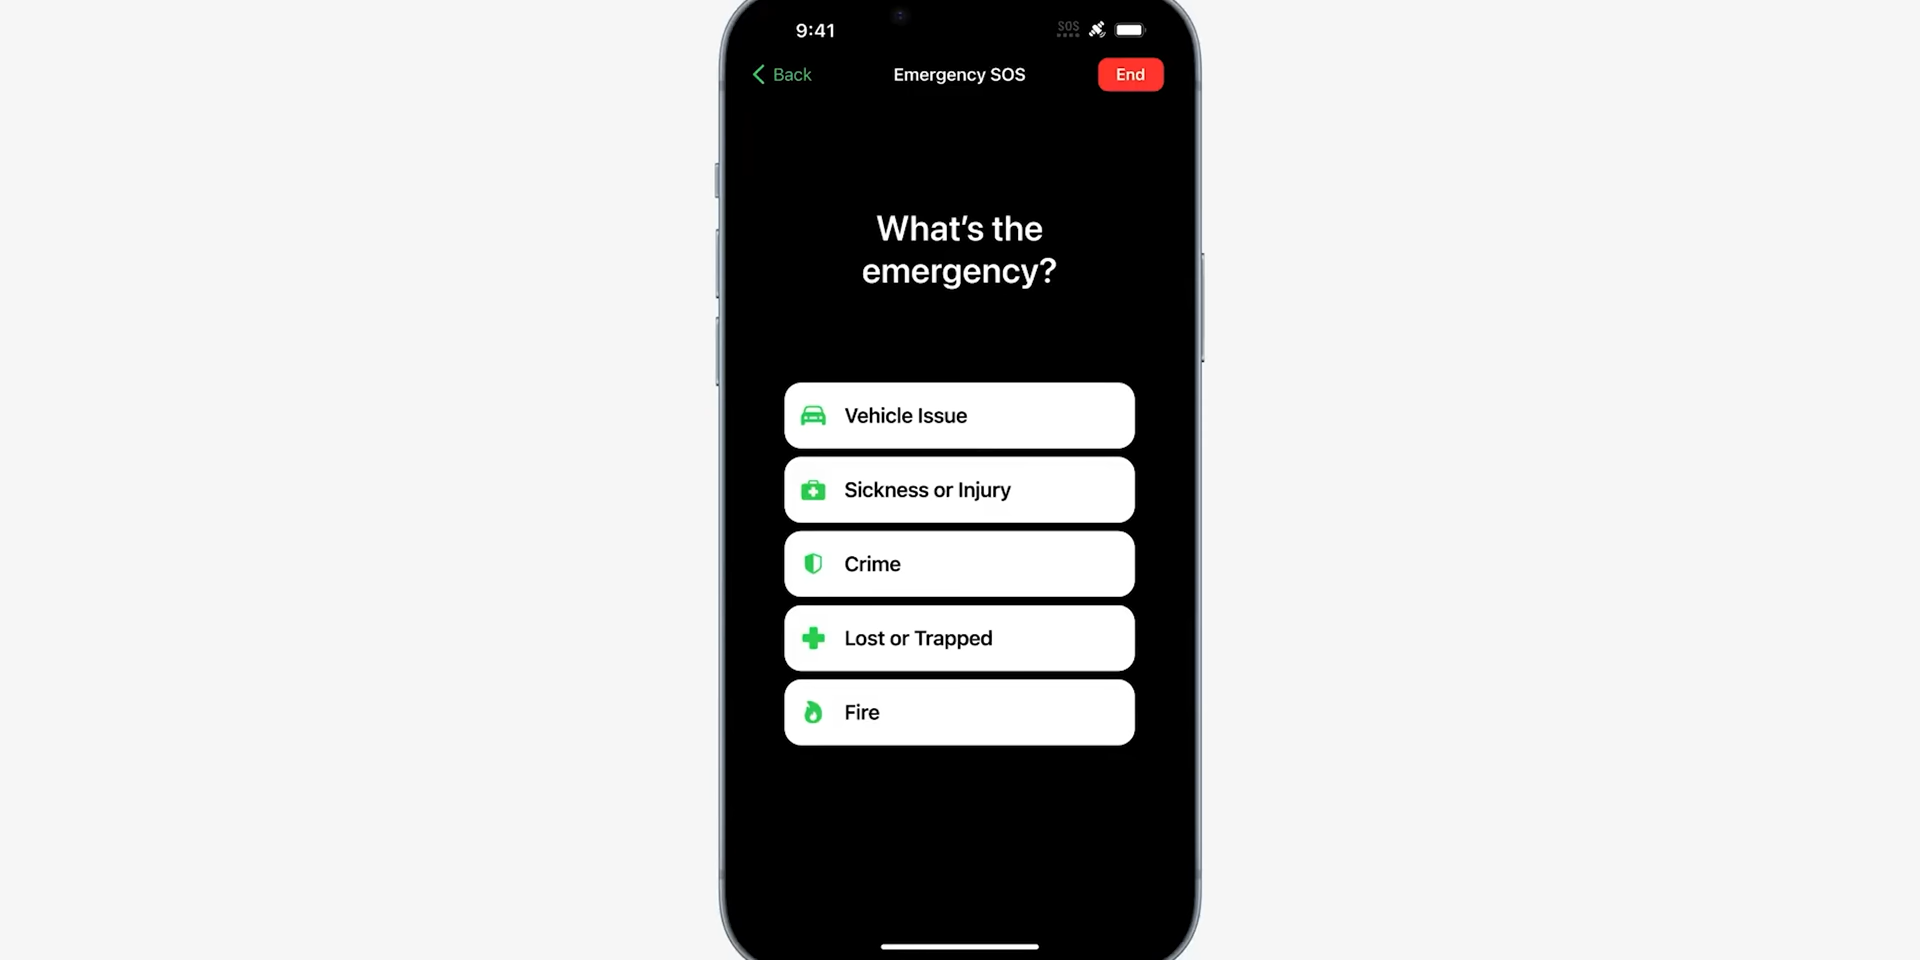 9:41
SOS
Back
Emergency SOS
End
What's the
emergency?
Vehicle Issue
Sickness or Injury
Crime
Lost or Trapped
Fire